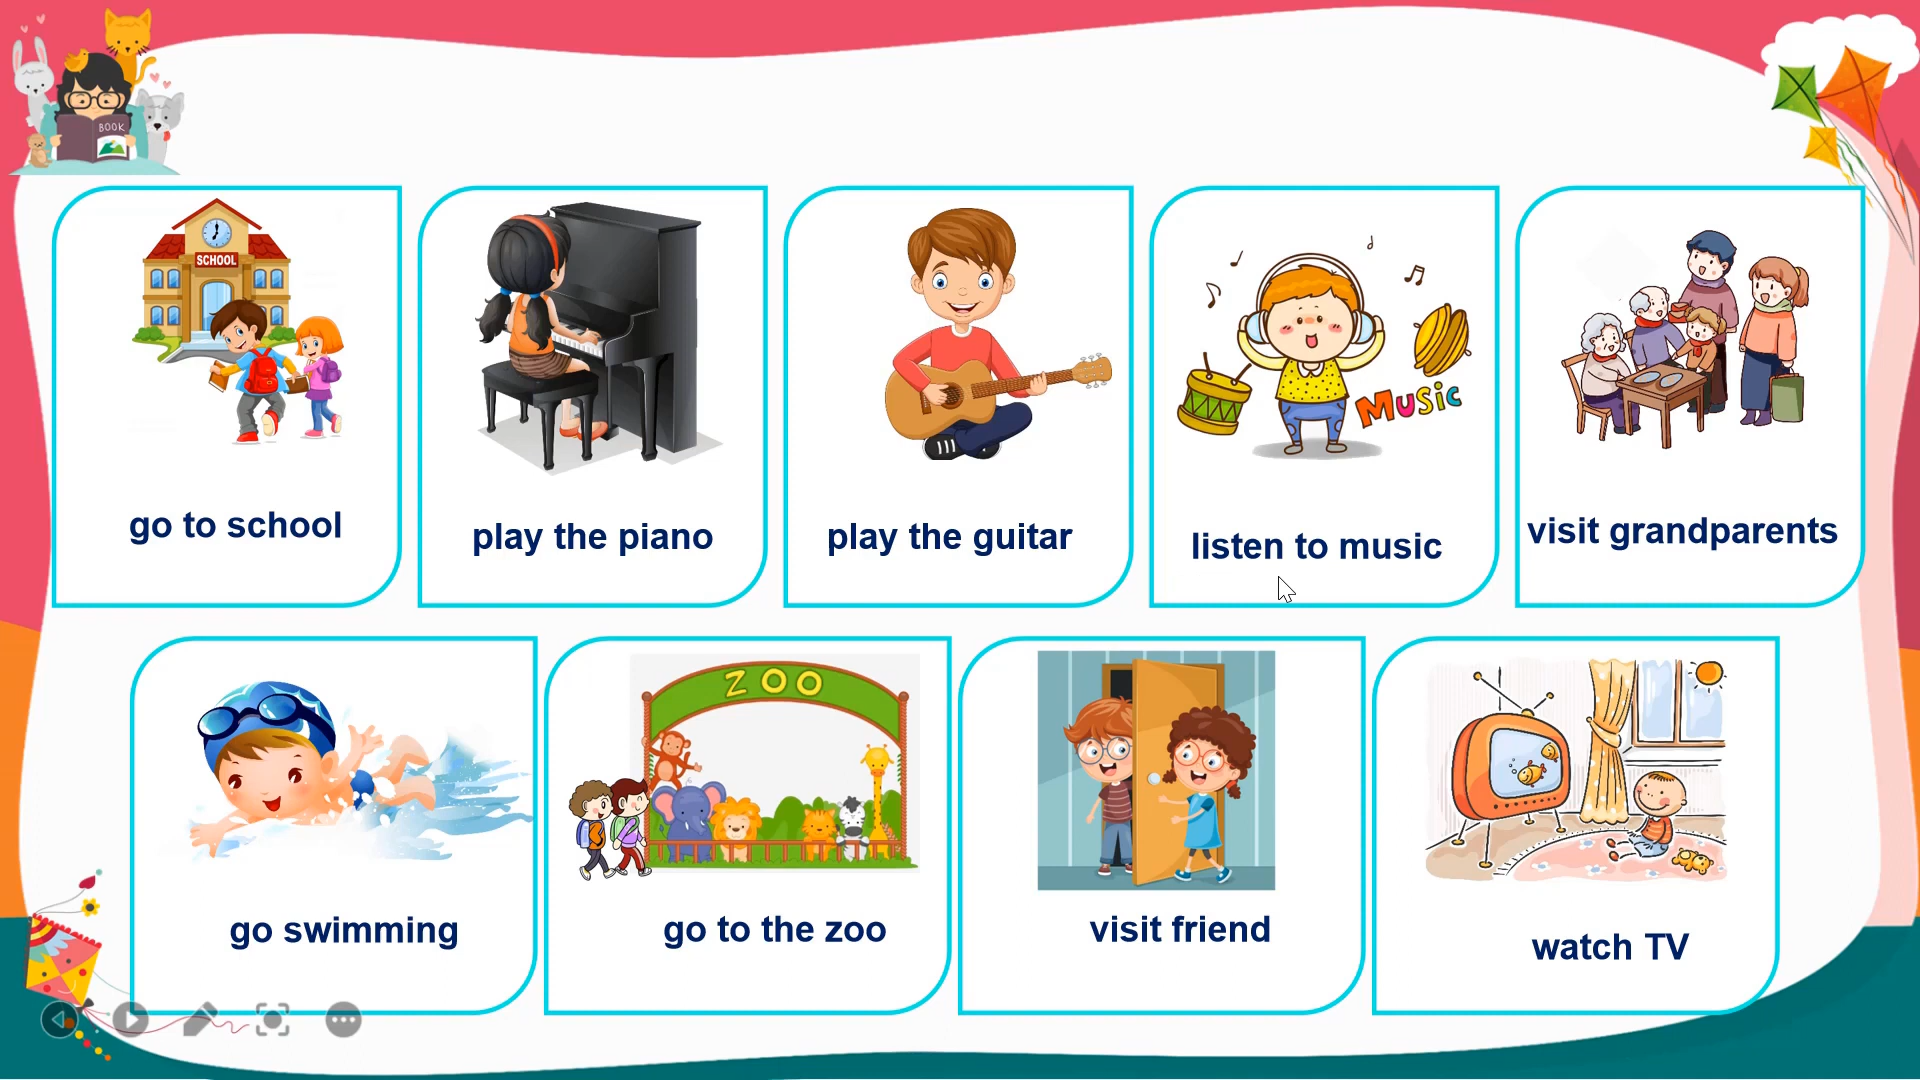 BOOK
SCHOOL
go to school
play the piano
play the guitar
MUSiC
listen to music
visit grandparents
go swimming
ZOO
go to the zoo
visit friend
watch TV